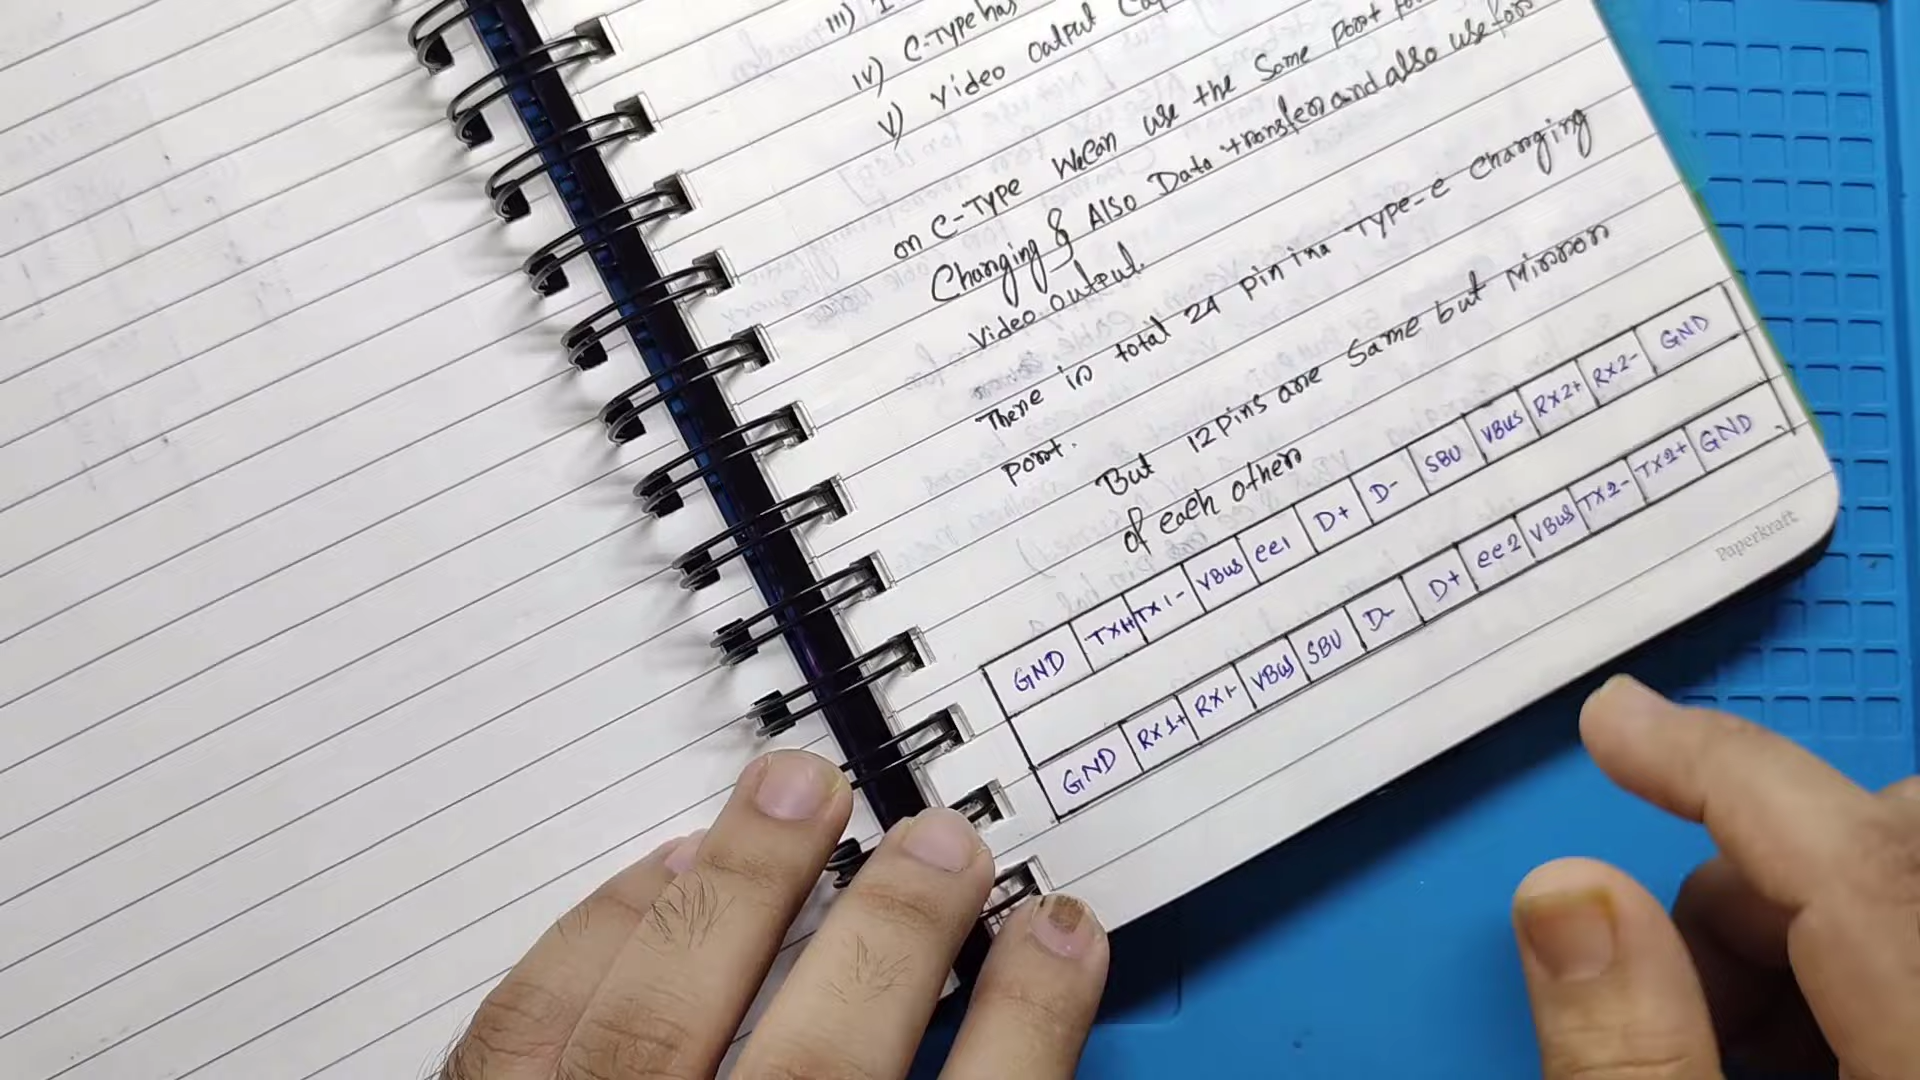 III)
IV) C-Type has
V) Video output
on C-Type We can use the Same port
Charging & Also Data transfer and also use for
Video output.
There is total 24 pin in a Type-C Charging
port.
But 12 pins are Same but Mirror
of each other
GND TX1+ TX1- VBUS CC1 D+ D- SBU VBUS RX2+ RX2- GND
GND RX1+ RX1- VBUS SBU D- D+ CC2 VBUS TX2- TX2+ GND
Paperkraft